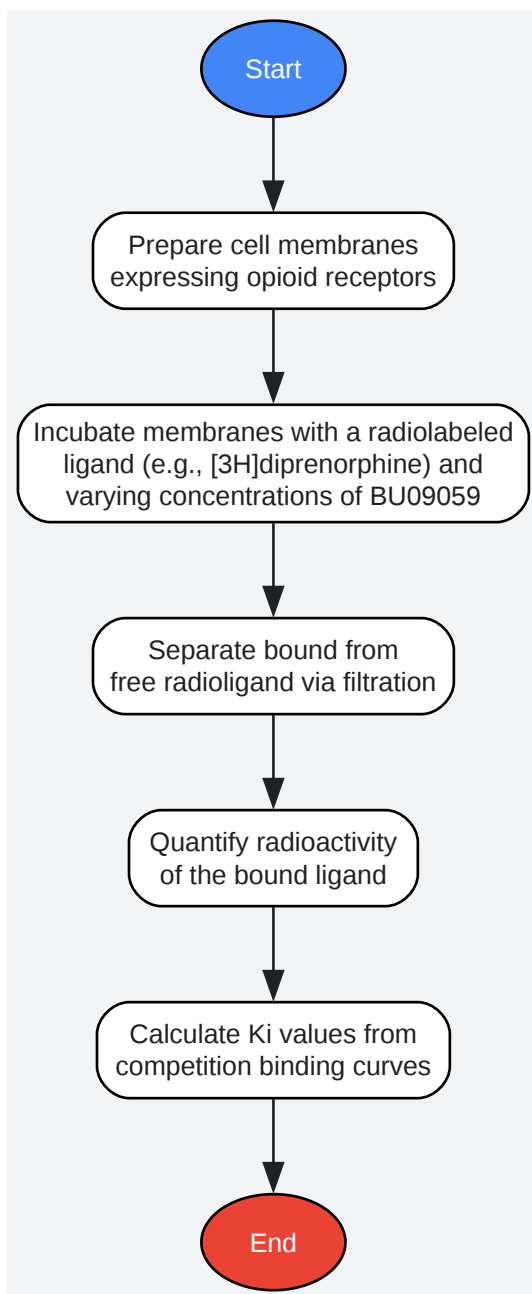 Start
Prepare cell membranes
expressing opioid receptors
Incubate membranes with a radiolabeled
ligand (e.g., [3H]diprenorphine) and
varying concentrations of BU09059
Separate bound from
free radioligand via filtration
Quantify radioactivity
of the bound ligand
Calculate Ki values from
competition binding curves
End